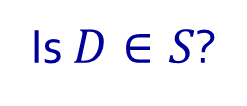 Is 𝐷 ∈ 𝑆?